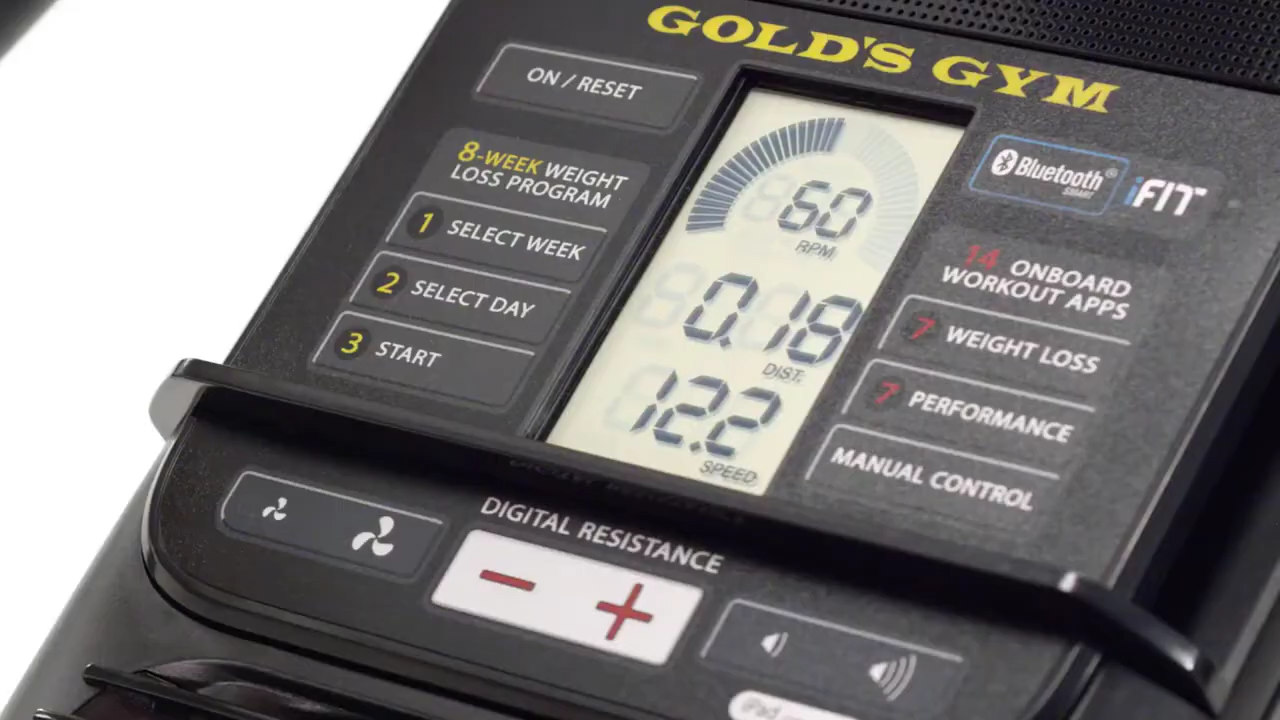 GOLD'S GYM
ON / RESET
8-WEEK WEIGHT
LOSS PROGRAM
1 SELECT WEEK
2 SELECT DAY
3 START
60
RPM
0.18
DIST.
12.2
SPEED
Bluetooth®
SMART
iFIT
14 ONBOARD
WORKOUT APPS
7 WEIGHT LOSS
7 PERFORMANCE
MANUAL CONTROL
DIGITAL RESISTANCE
− +
iPad